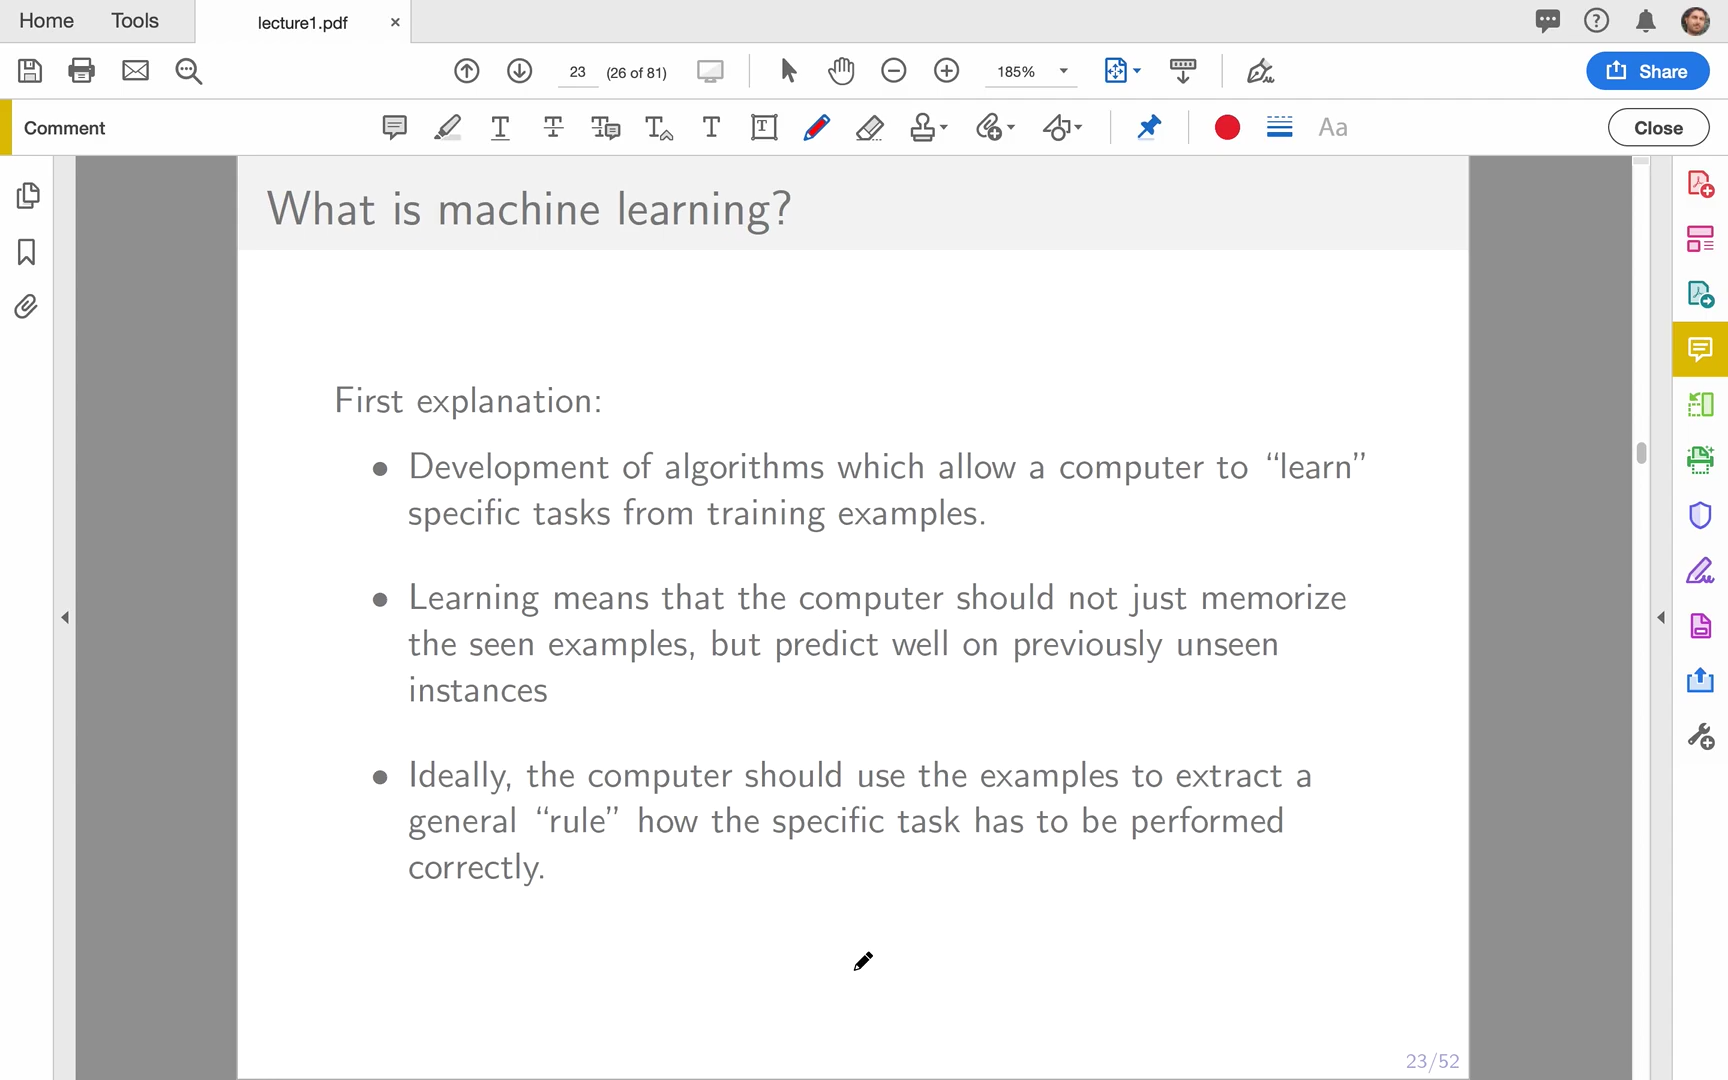 Home Tools lecture1.pdf ×
23 (26 of 81) 185% Share
Comment Aa Close
What is machine learning?
First explanation:
● Development of algorithms which allow a computer to “learn”
specific tasks from training examples.
● Learning means that the computer should not just memorize
the seen examples, but predict well on previously unseen
instances
● Ideally, the computer should use the examples to extract a
general “rule” how the specific task has to be performed
correctly.
23/52